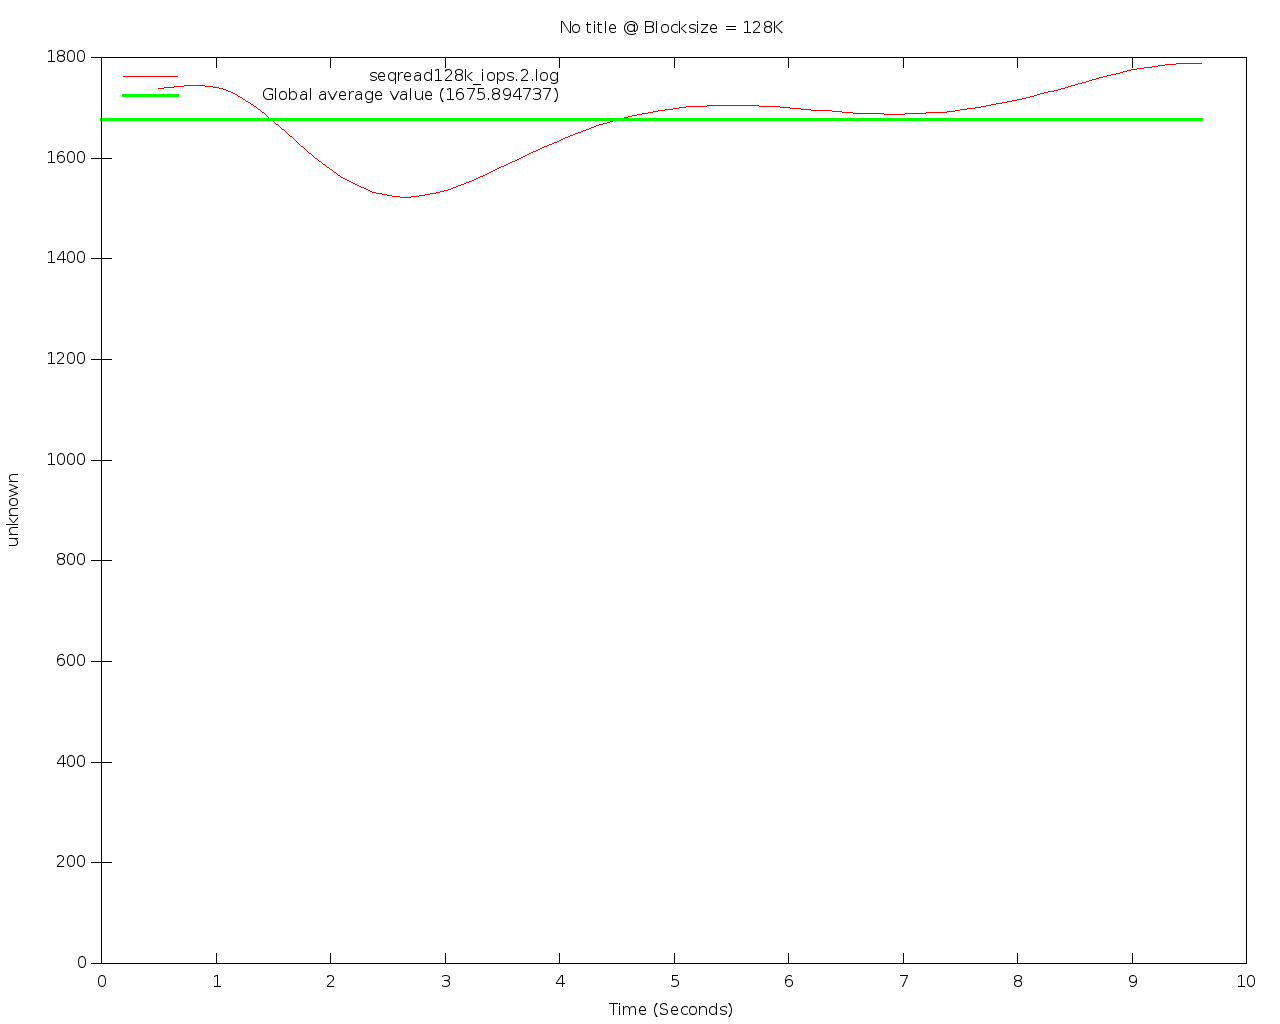 No title @ Blocksize = 128K
seqread128k_iops.2.log
Global average value (1675.894737)
1800
1600
1400
1200
1000
800
600
400
200
0
unknown
0 1 2 3 4 5 6 7 8 9 10
Time (Seconds)